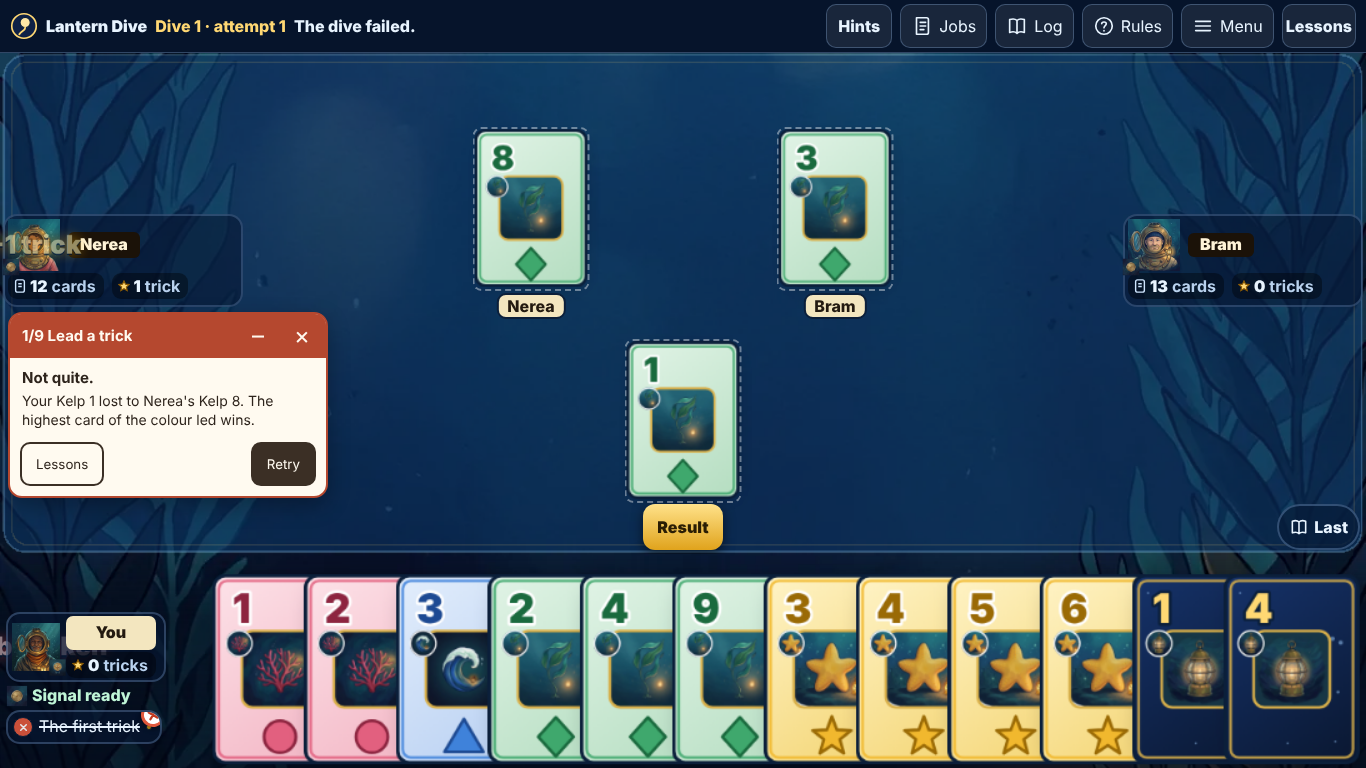 Lantern Dive Dive 1 · attempt 1 The dive failed.
Hints
Jobs
Log
Rules
Menu
Lessons
8
Nerea
3
Bram
1 trick
Nerea
12 cards
1 trick
Bram
13 cards
0 tricks
1/9 Lead a trick
Not quite.
Your Kelp 1 lost to Nerea's Kelp 8. The
highest card of the colour led wins.
Lessons
Retry
1
Result
Last
You
0 tricks
Signal ready
The first trick
1
2
3
2
4
9
3
4
5
6
1
4